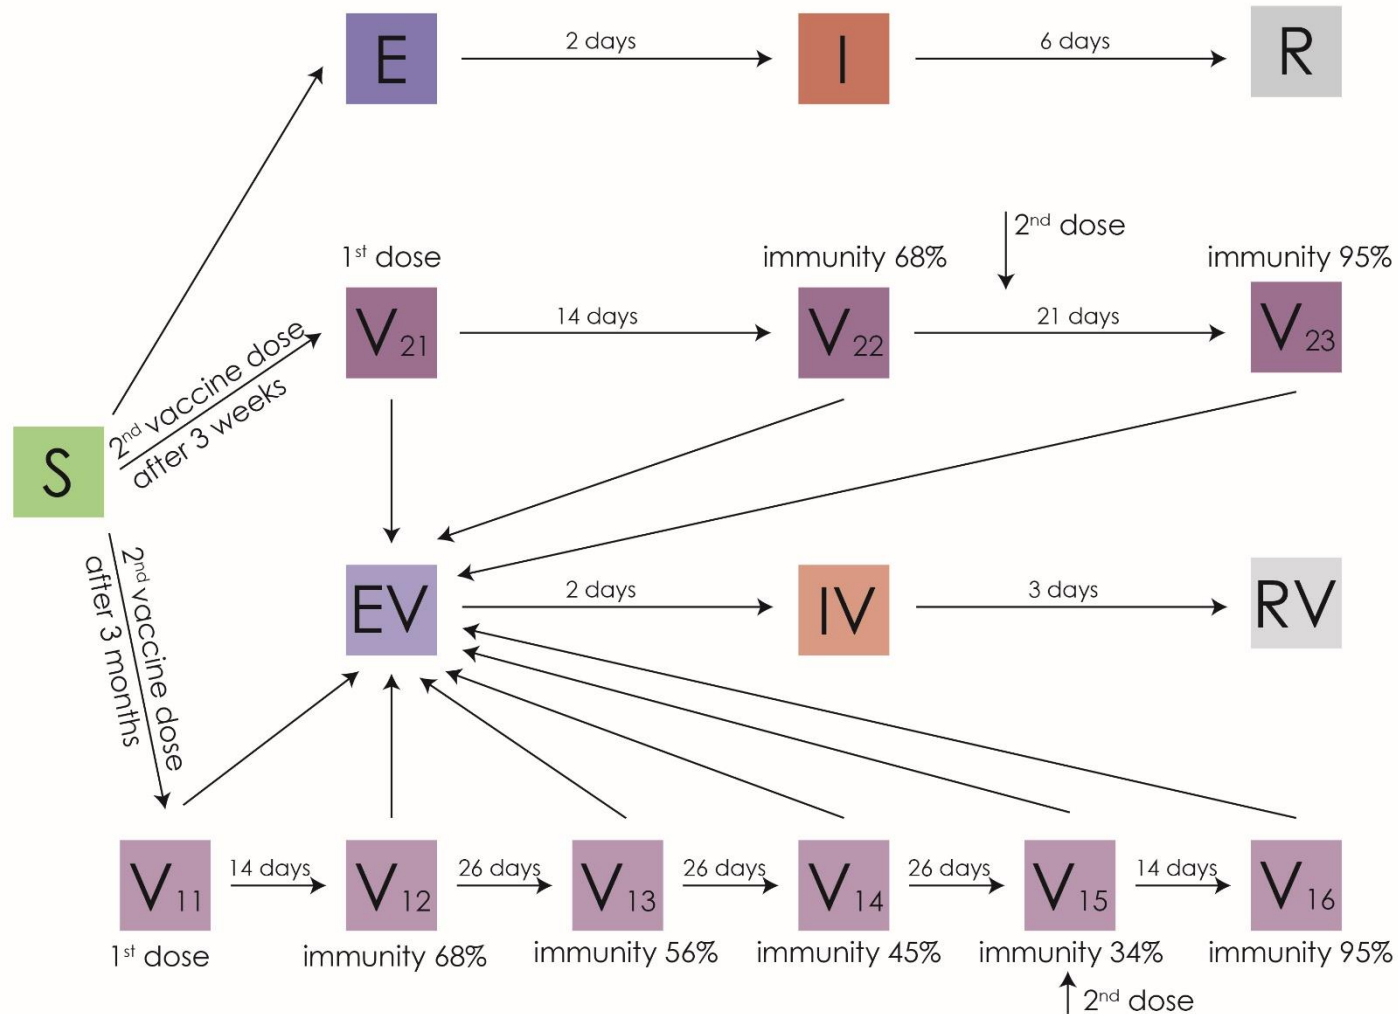 E
2 days
I
6 days
R
2nd dose
1st dose
immunity 68%
immunity 95%
V21
14 days
V22
21 days
V23
2nd vaccine dose
after 3 weeks
S
2nd vaccine dose
after 3 months
EV
2 days
IV
3 days
RV
V11
14 days
V12
26 days
V13
26 days
V14
26 days
V15
14 days
V16
1st dose
immunity 68%
immunity 56%
immunity 45%
immunity 34%
immunity 95%
2nd dose